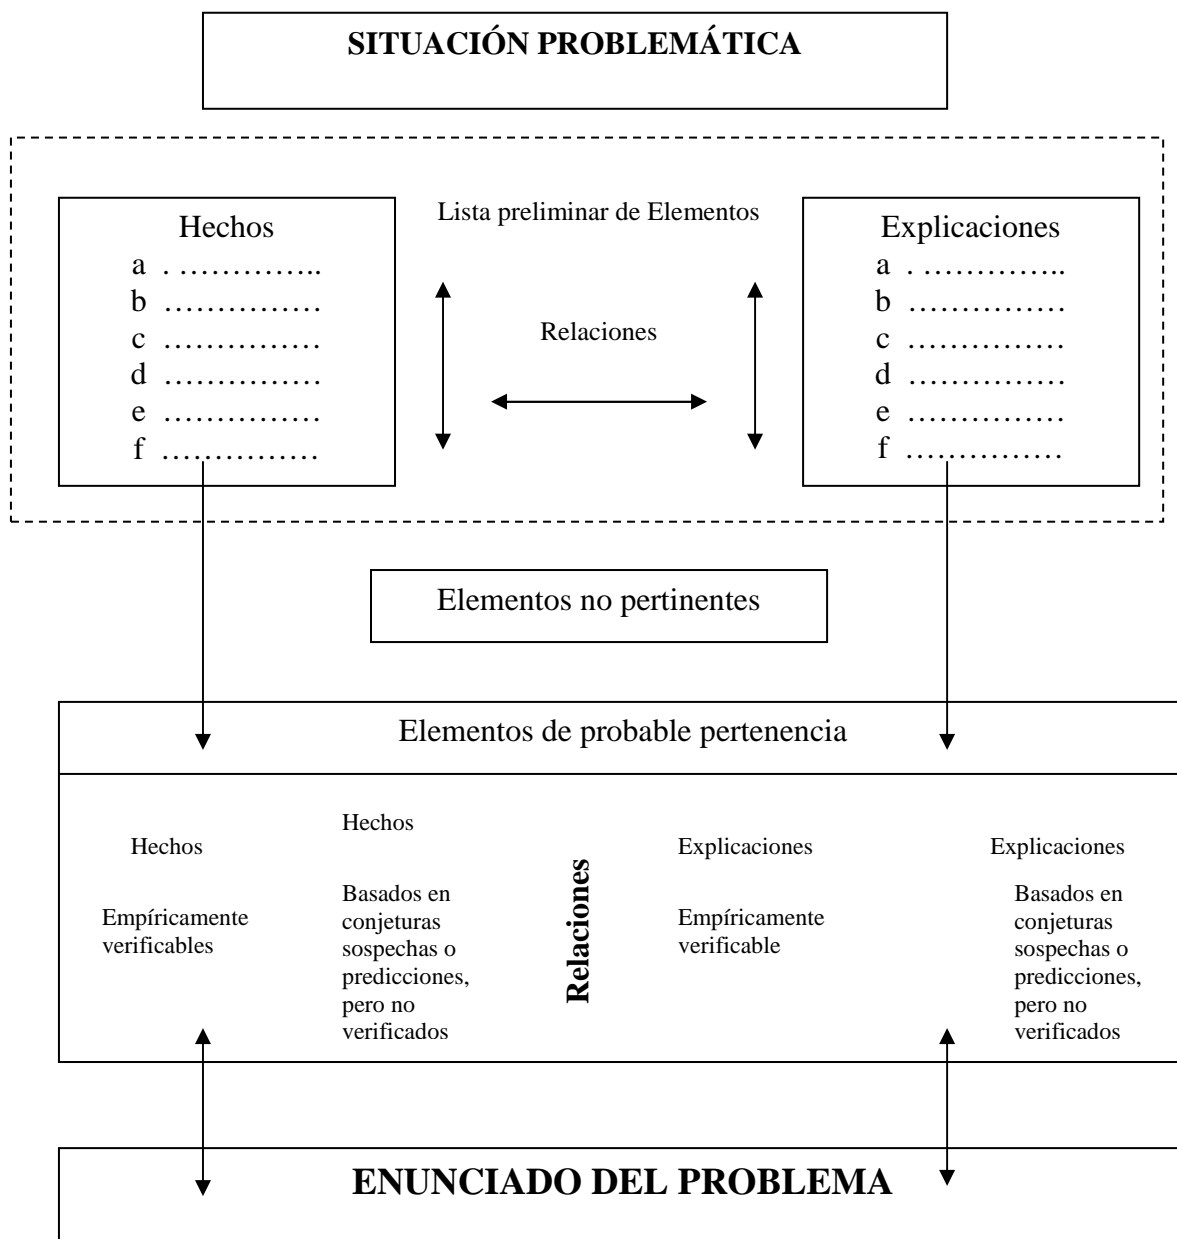 SITUACIÓN PROBLEMÁTICA
Lista preliminar de Elementos
Hechos
a . …………..
b ……………
c ……………
d ……………
e ……………
f ……………
Relaciones
Explicaciones
a . …………..
b ……………
c ……………
d ……………
e ……………
f ……………
Elementos no pertinentes
Elementos de probable pertenencia
Hechos
Empíricamente
verificables
Hechos
Basados en
conjeturas
sospechas o
predicciones,
pero no
verificados
Relaciones
Explicaciones
Empíricamente
verificable
Explicaciones
Basados en
conjeturas
sospechas o
predicciones,
pero no
verificados
ENUNCIADO DEL PROBLEMA